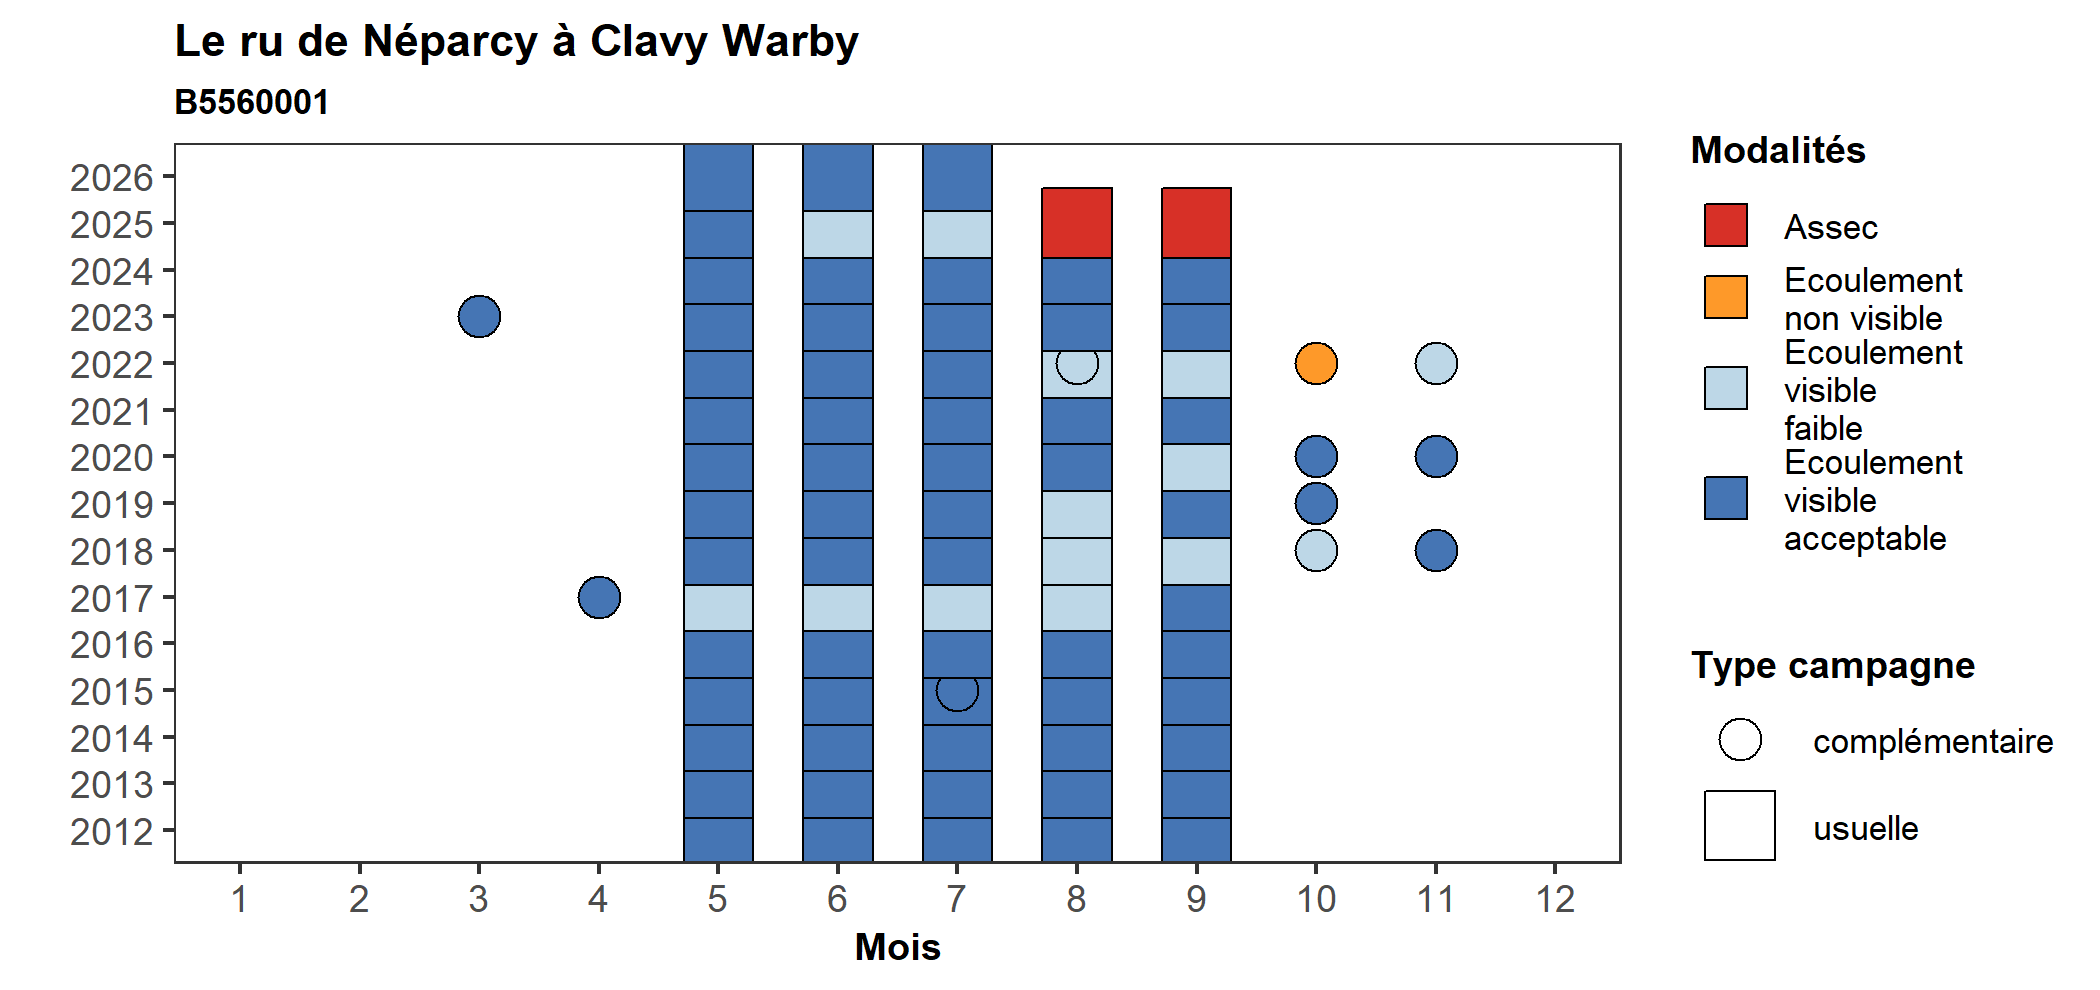 Le ru de Néparcy à Clavy Warby
B5560001
2026
2025
2024
2023
2022
2021
2020
2019
2018
2017
2016
2015
2014
2013
2012
1 2 3 4 5 6 7 8 9 10 11 12
Mois
Modalités
Assec
Ecoulement
non visible
Ecoulement
visible
faible
Ecoulement
visible
acceptable
Type campagne
complémentaire
usuelle